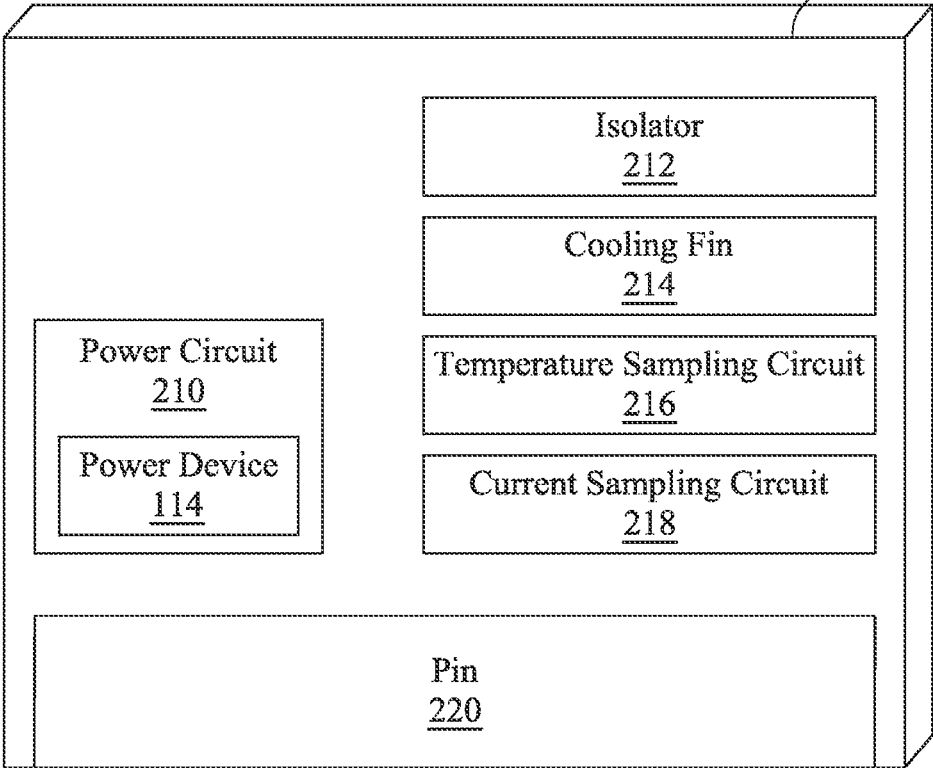 Isolator
212
Cooling Fin
214
Power Circuit
210
Power Device
114
Temperature Sampling Circuit
216
Current Sampling Circuit
218
Pin
220